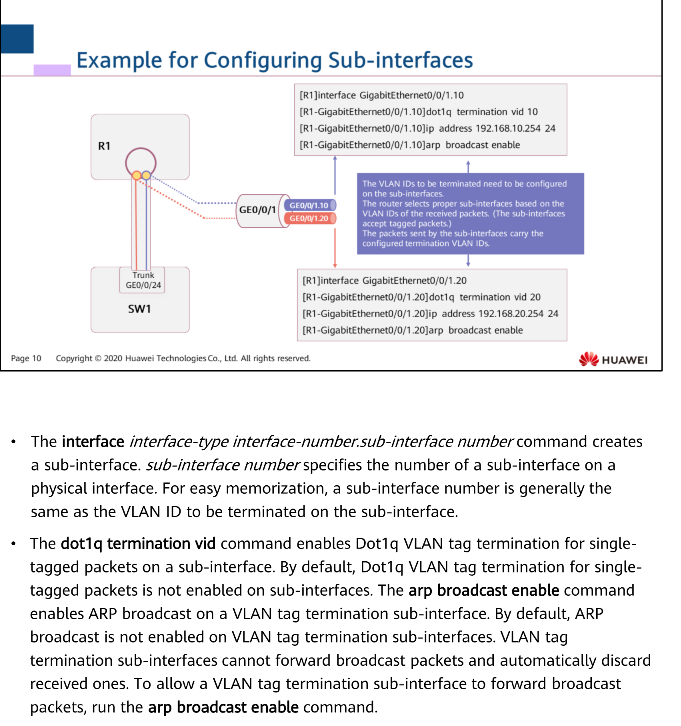 Example for Configuring Sub-interfaces
[R1]interface GigabitEthernet0/0/1.10
[R1-GigabitEthernet0/0/1.10]dot1q termination vid 10
[R1-GigabitEthernet0/0/1.10]ip address 192.168.10.254 24
[R1-GigabitEthernet0/0/1.10]arp broadcast enable
R1
GE0/0/1
GE0/0/1.10
GE0/0/1.20
The VLAN IDs to be terminated need to be configured
on the sub-interfaces.
The router selects proper sub-interfaces based on the
VLAN IDs of the received packets. (The sub-interfaces
accept tagged packets.)
The packets sent by the sub-interfaces carry the
configured termination VLAN IDs.
Trunk
GE0/0/24
SW1
[R1]interface GigabitEthernet0/0/1.20
[R1-GigabitEthernet0/0/1.20]dot1q termination vid 20
[R1-GigabitEthernet0/0/1.20]ip address 192.168.20.254 24
[R1-GigabitEthernet0/0/1.20]arp broadcast enable
Page 10 Copyright © 2020 Huawei Technologies Co., Ltd. All rights reserved.
HUAWEI
• The interface interface-type interface-number.sub-interface number command creates
a sub-interface. sub-interface number specifies the number of a sub-interface on a
physical interface. For easy memorization, a sub-interface number is generally the
same as the VLAN ID to be terminated on the sub-interface.
• The dot1q termination vid command enables Dot1q VLAN tag termination for single-
tagged packets on a sub-interface. By default, Dot1q VLAN tag termination for single-
tagged packets is not enabled on sub-interfaces. The arp broadcast enable command
enables ARP broadcast on a VLAN tag termination sub-interface. By default, ARP
broadcast is not enabled on VLAN tag termination sub-interfaces. VLAN tag
termination sub-interfaces cannot forward broadcast packets and automatically discard
received ones. To allow a VLAN tag termination sub-interface to forward broadcast
packets, run the arp broadcast enable command.